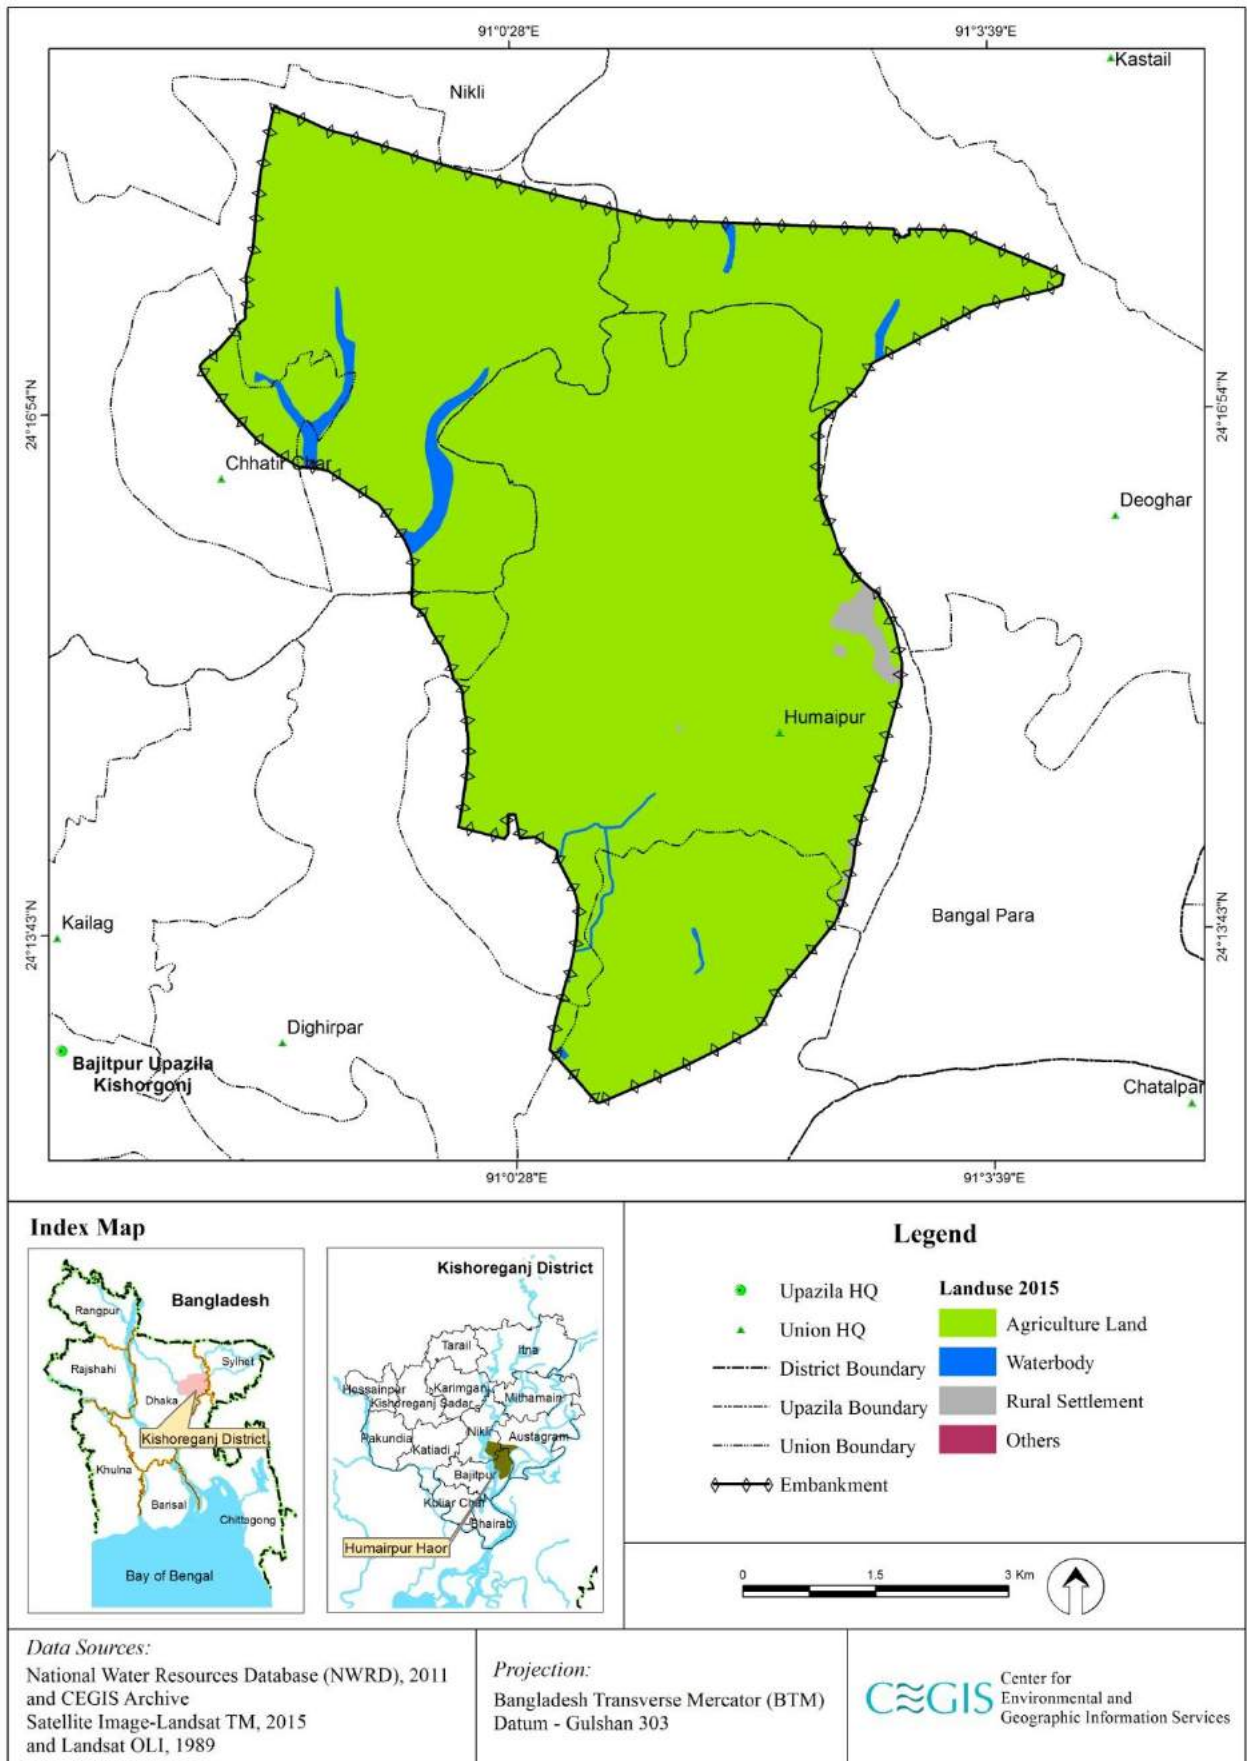 91°0'28"E
91°3'39"E
Kastail
Nikli
24°16'54"N
24°16'54"N
Chhatir Char
Deoghar
Humaipur
Kailag
24°13'43"N
24°13'43"N
Bangal Para
Dighirpar
Bajitpur Upazila
Kishorgonj
Chatalpar
91°0'28"E
91°3'39"E
Index Map
Bangladesh
Rangpur
Rajshahi
Sylhet
Dhaka
Kishoreganj District
Khulna
Barisal
Chittagong
Bay of Bengal
Kishoreganj District
Tarail
Itna
Hossainpur
Karimganj
Kishoreganj Sadar
Mithamain
Pakundia
Nikli
Austagram
Katiadi
Bajitpur
Kuliar Char
Bhairab
Humairpur Haor
Legend
Upazila HQ
Union HQ
District Boundary
Upazila Boundary
Union Boundary
Embankment
Landuse 2015
Agriculture Land
Waterbody
Rural Settlement
Others
0 1.5 3 Km
Data Sources:
National Water Resources Database (NWRD), 2011
and CEGIS Archive
Satellite Image-Landsat TM, 2015
and Landsat OLI, 1989
Projection:
Bangladesh Transverse Mercator (BTM)
Datum - Gulshan 303
CEGIS
Center for
Environmental and
Geographic Information Services